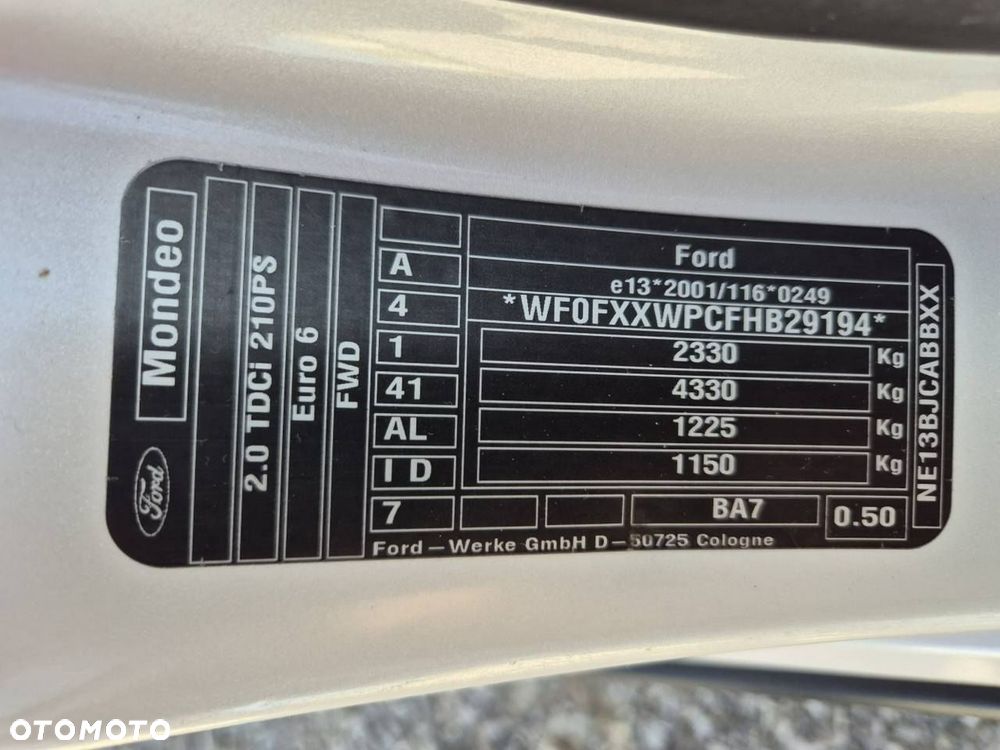 Mondeo
Ford
2.0 TDCi 210PS
Euro 6
FWD
A
4
1
41
AL
I D
7
Ford
e13*2001/116*0249
*WF0FXXWPCFHB29194*
2330 Kg
4330 Kg
1225 Kg
1150 Kg
BA7
0.50
NE13BJCABBXX
Ford – Werke GmbH D – 50725 Cologne
OTOMOTO